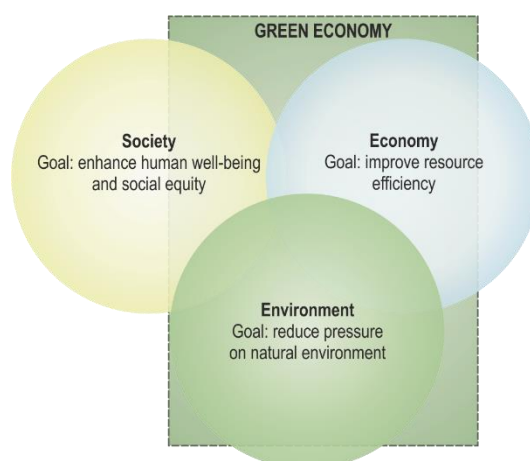 GREEN ECONOMY
Society
Goal: enhance human well-being
and social equity
Economy
Goal: improve resource
efficiency
Environment
Goal: reduce pressure
on natural environment